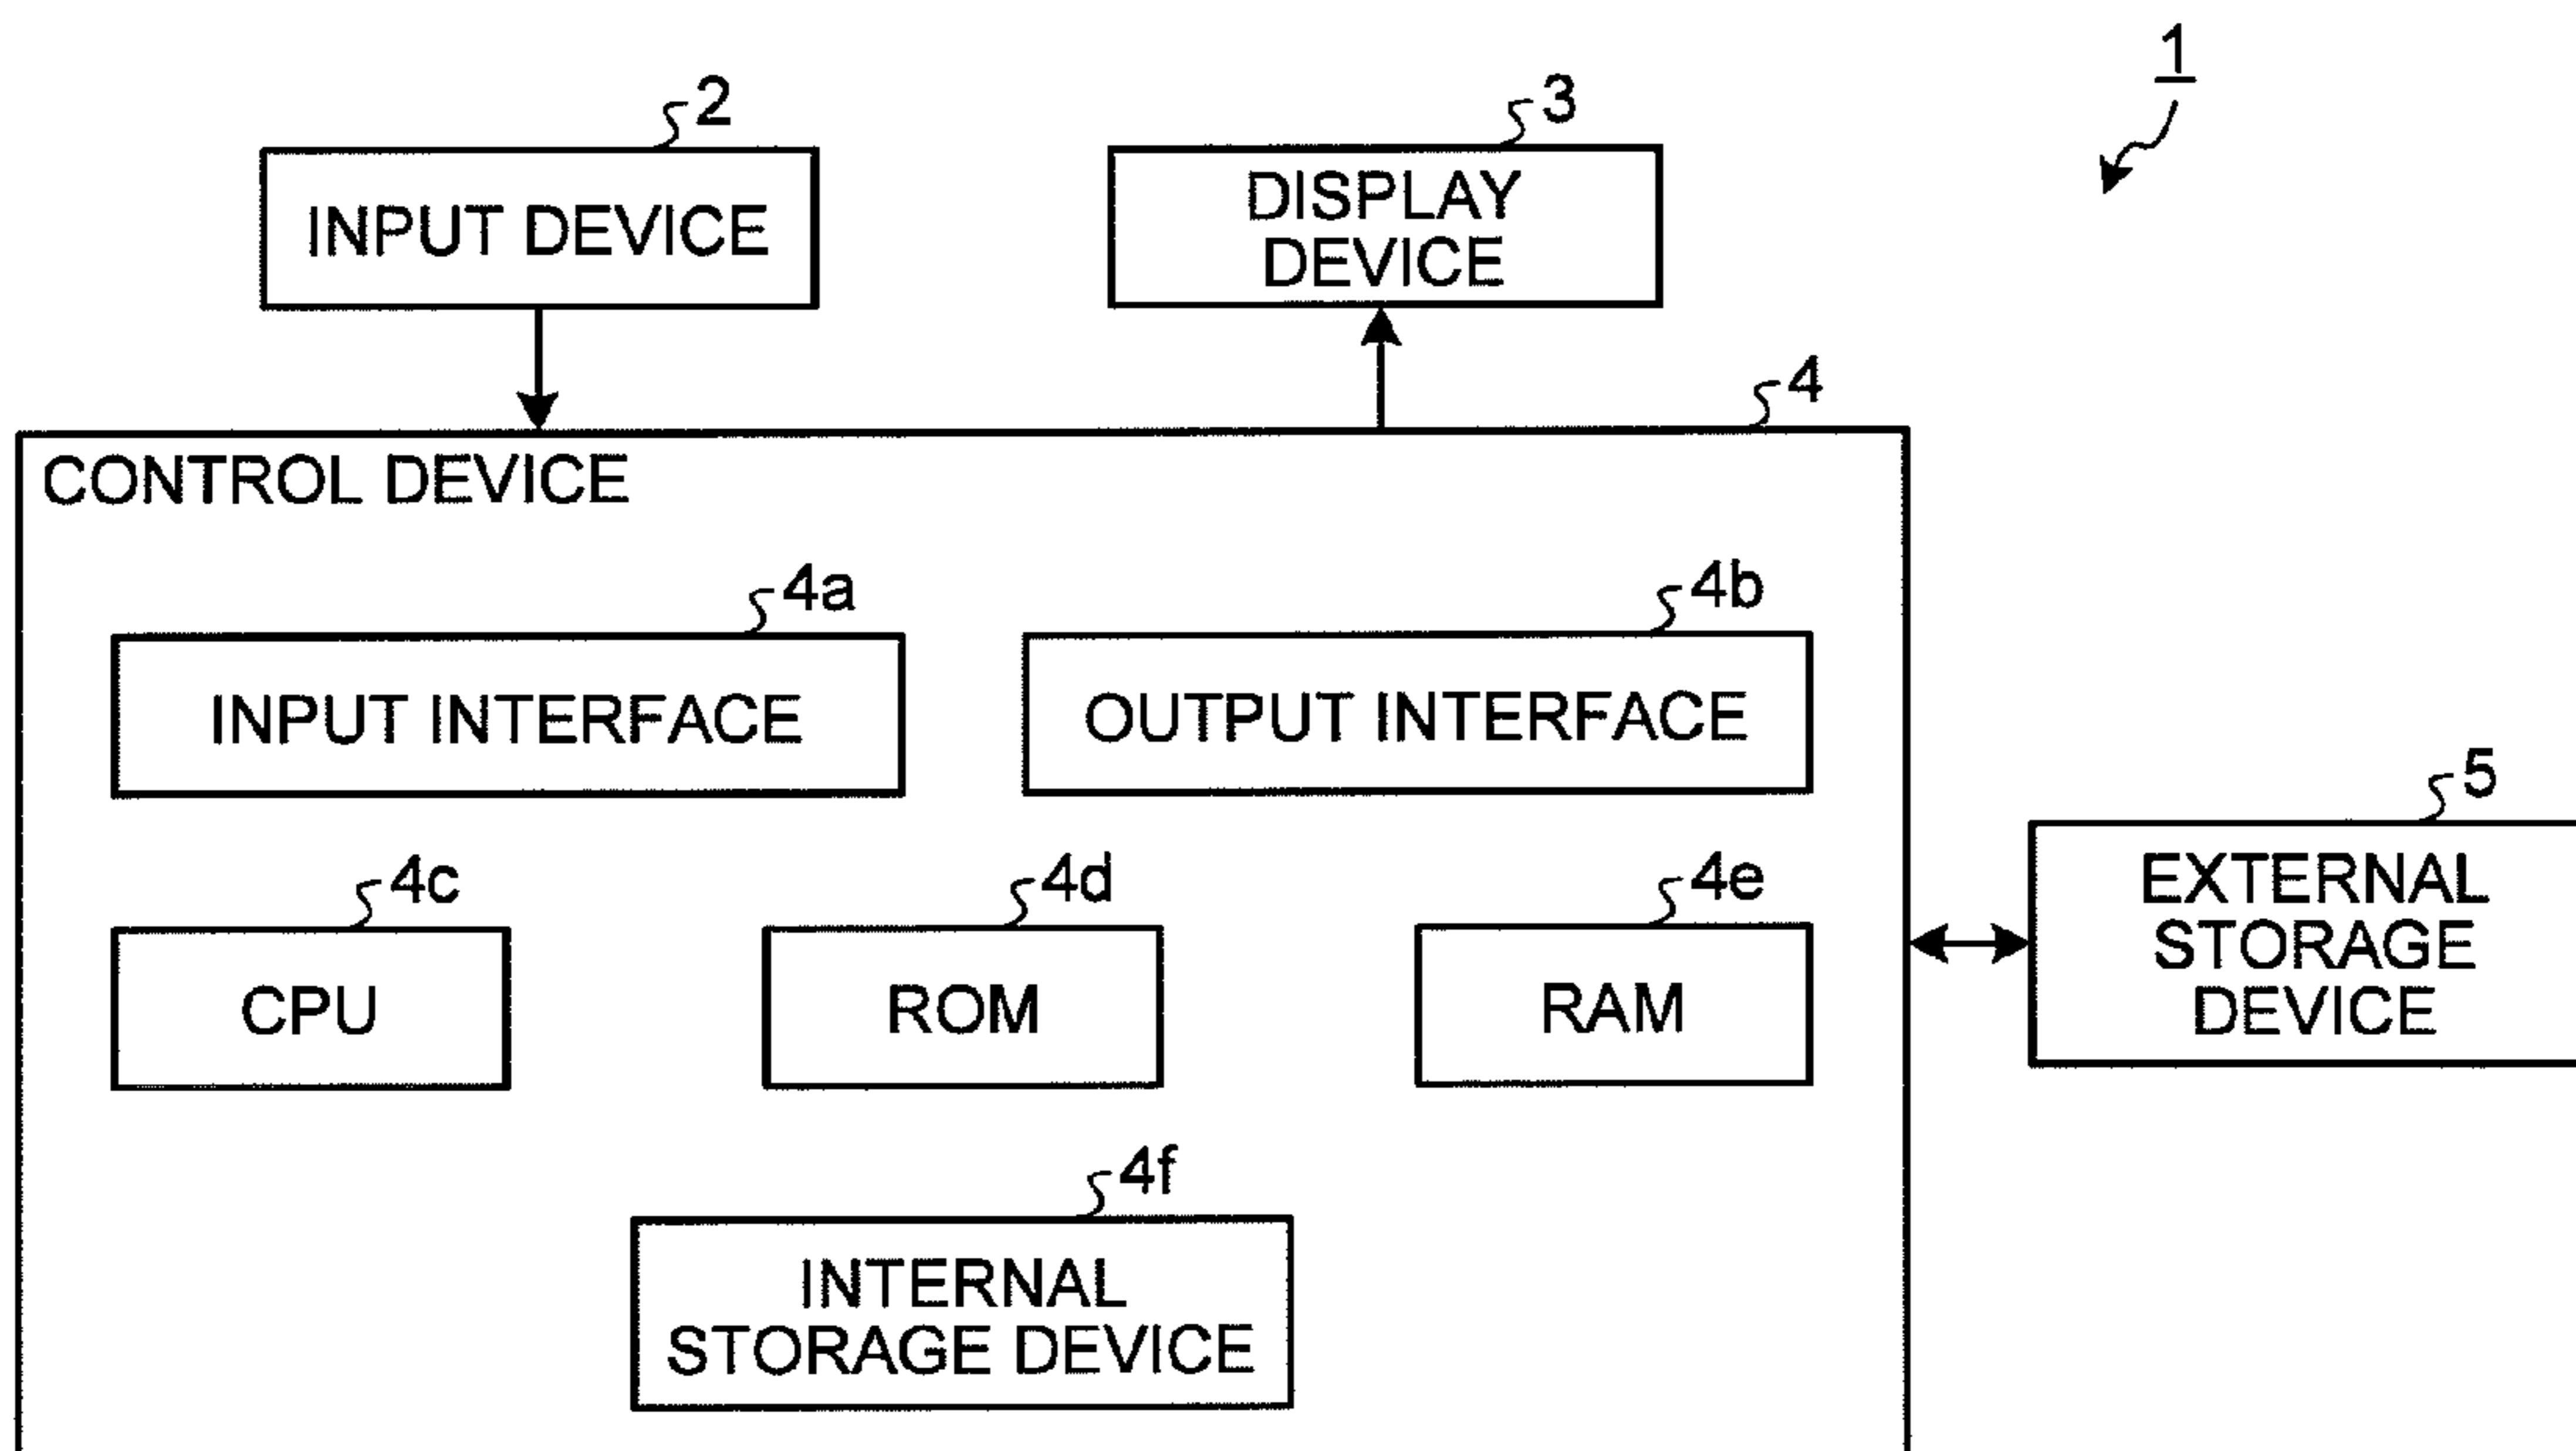 1
2
INPUT DEVICE
3
DISPLAY
DEVICE
4
CONTROL DEVICE
4a
INPUT INTERFACE
4b
OUTPUT INTERFACE
4c
CPU
4d
ROM
4e
RAM
5
EXTERNAL
STORAGE
DEVICE
4f
INTERNAL
STORAGE DEVICE